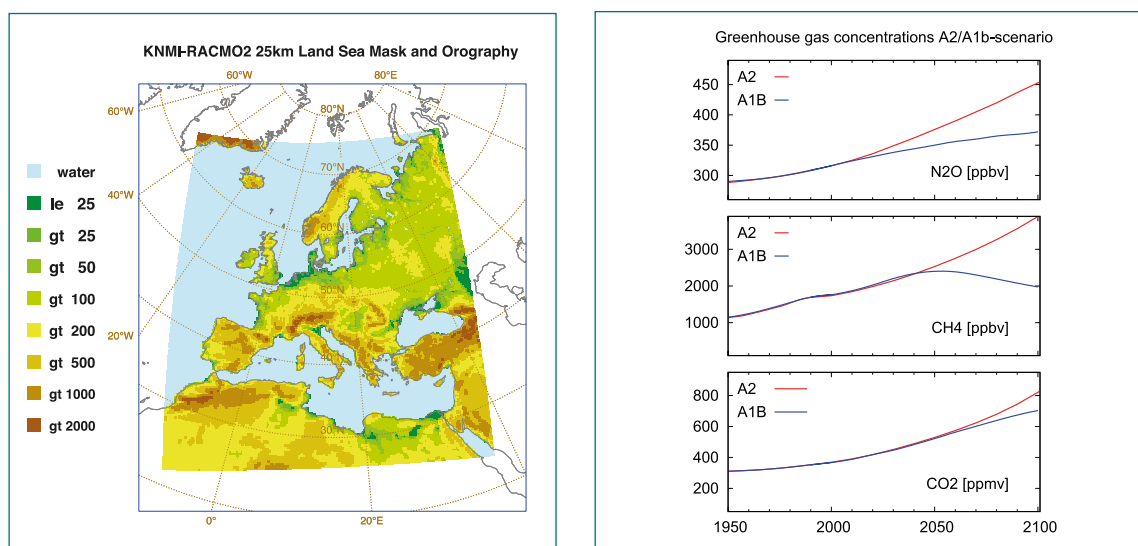 KNMI-RACMO2 25km Land Sea Mask and Orography
60°W
80°E
60°W
80°N
60°E
70°N
40°W
60°N
50°N
20°W
40°N
30°N
0°
20°E
water
le 25
gt 25
gt 50
gt 100
gt 200
gt 500
gt 1000
gt 2000
Greenhouse gas concentrations A2/A1b-scenario
A2
A1B
450
400
350
300
N2O [ppbv]
A2
A1B
3000
2000
1000
CH4 [ppbv]
A2
A1B
800
600
400
200
CO2 [ppmv]
1950 2000 2050 2100